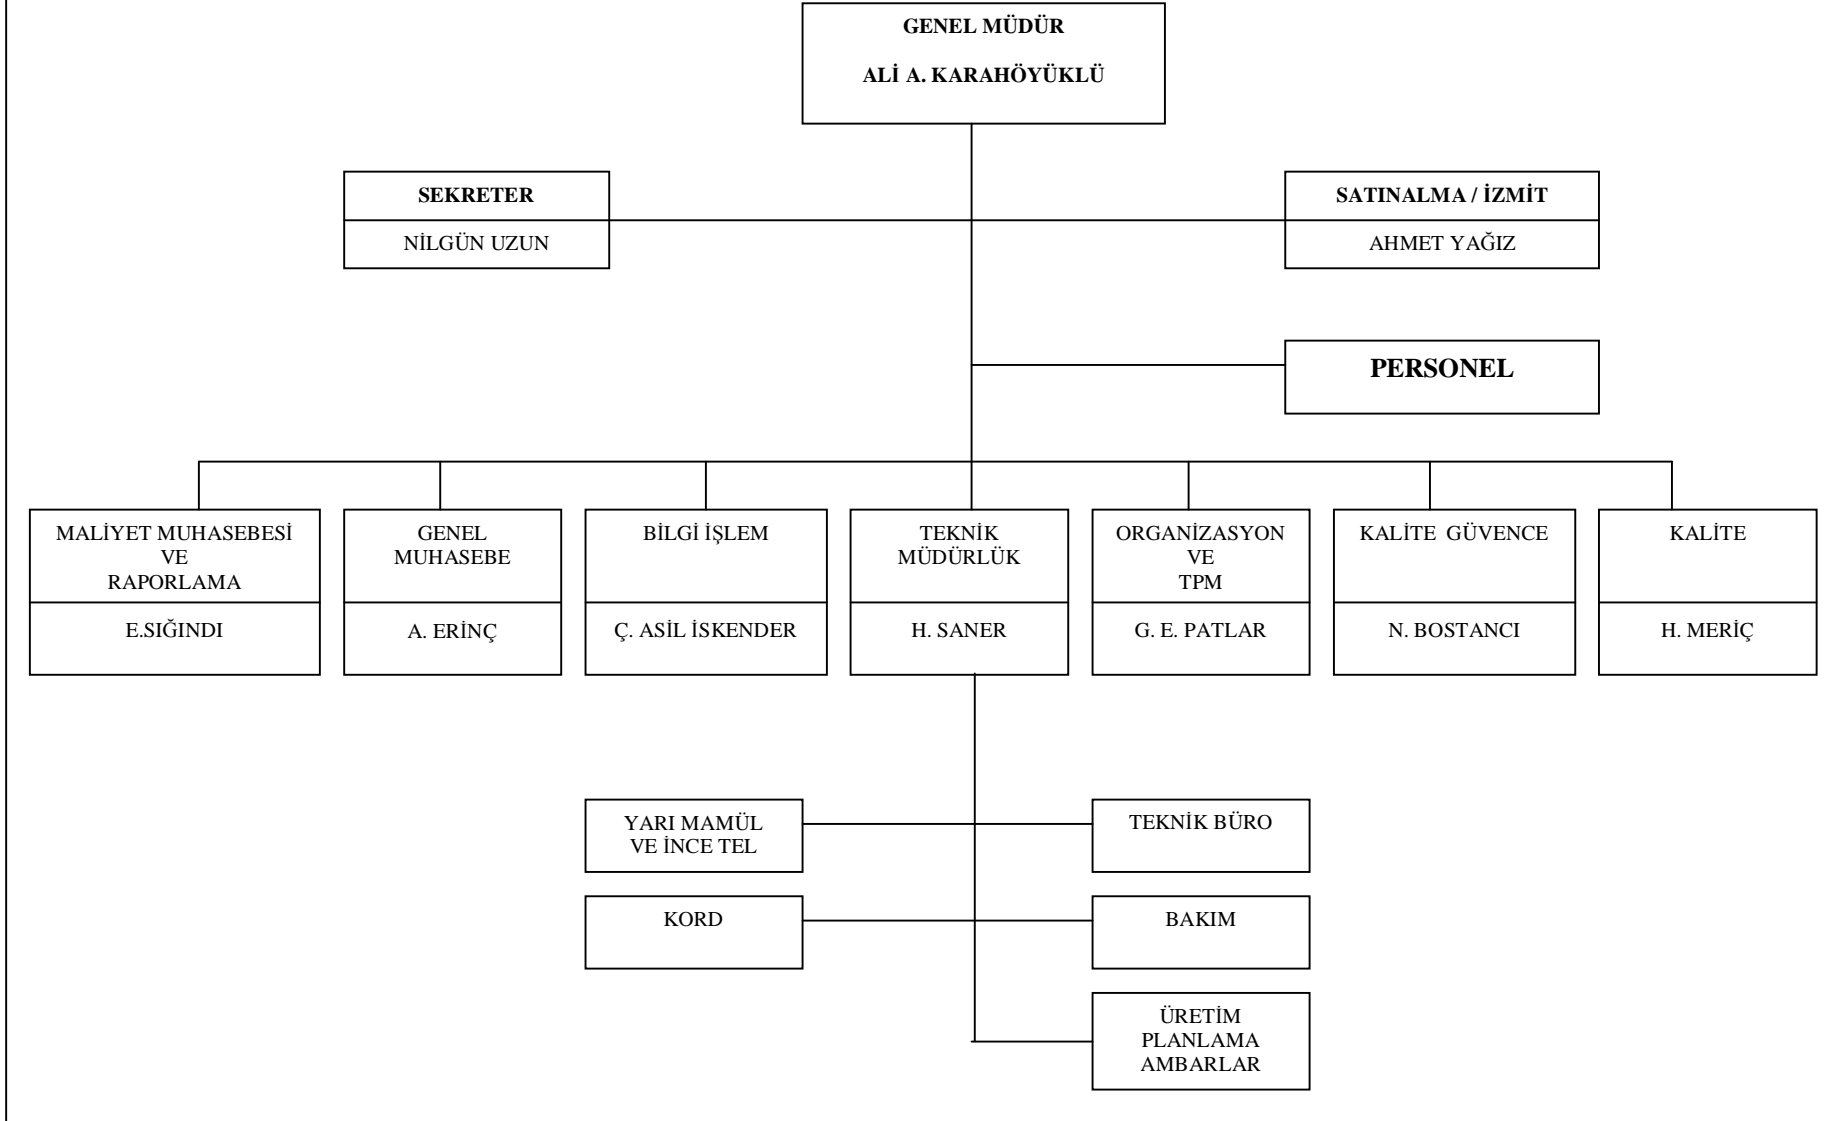 GENEL MÜDÜR
ALİ A. KARAHÖYÜKLÜ
SEKRETER
NİLGÜN UZUN
SATINALMA / İZMİT
AHMET YAĞIZ
PERSONEL
MALİYET MUHASEBESİ
VE
RAPORLAMA
E.SIĞINDI
GENEL
MUHASEBE
A. ERİNÇ
BİLGİ İŞLEM
Ç. ASİL İSKENDER
TEKNİK
MÜDÜRLÜK
H. SANER
ORGANİZASYON
VE
TPM
G. E. PATLAR
KALİTE GÜVENCE
N. BOSTANCI
KALİTE
H. MERİÇ
YARI MAMÜL
VE İNCE TEL
TEKNİK BÜRO
KORD
BAKIM
ÜRETİM
PLANLAMA
AMBARLAR